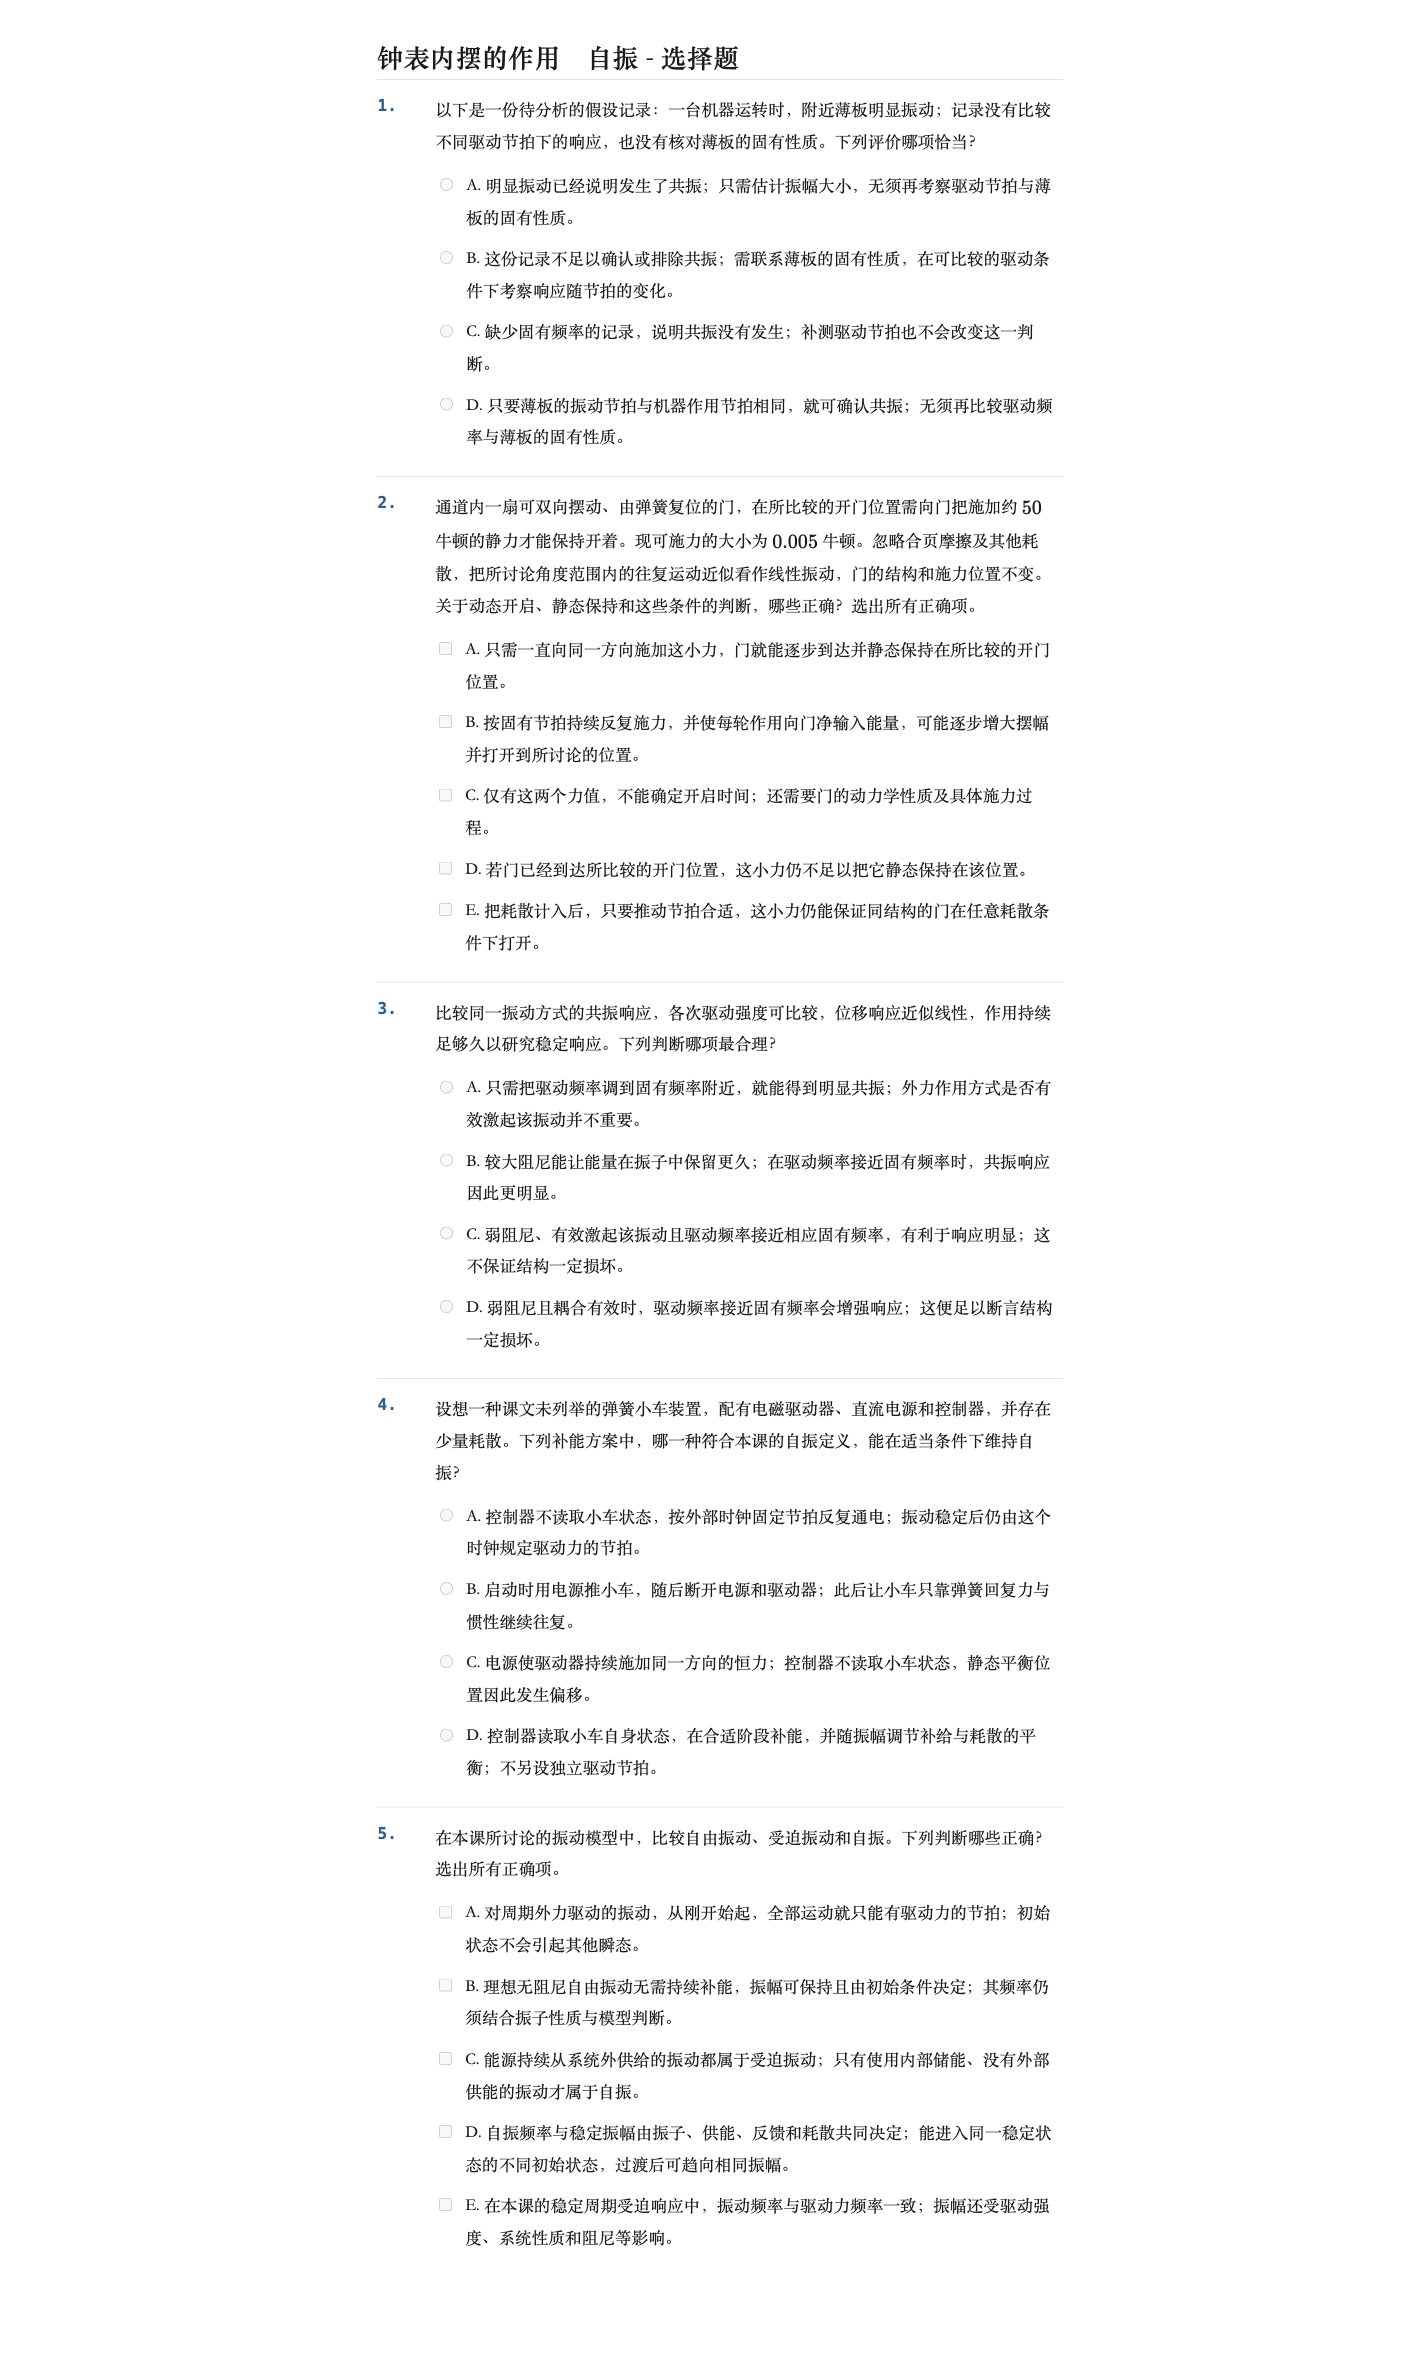 钟表内摆的作用　自振 - 选择题
1.
以下是一份待分析的假设记录：一台机器运转时，附近薄板明显振动；记录没有比较
不同驱动节拍下的响应，也没有核对薄板的固有性质。下列评价哪项恰当？
A. 明显振动已经说明发生了共振；只需估计振幅大小，无须再考察驱动节拍与薄
板的固有性质。
B. 这份记录不足以确认或排除共振；需联系薄板的固有性质，在可比较的驱动条
件下考察响应随节拍的变化。
C. 缺少固有频率的记录，说明共振没有发生；补测驱动节拍也不会改变这一判
断。
D. 只要薄板的振动节拍与机器作用节拍相同，就可确认共振；无须再比较驱动频
率与薄板的固有性质。
2.
通道内一扇可双向摆动、由弹簧复位的门，在所比较的开门位置需向门把施加约 50
牛顿的静力才能保持开着。现可施力的大小为 0.005 牛顿。忽略合页摩擦及其他耗
散，把所讨论角度范围内的往复运动近似看作线性振动，门的结构和施力位置不变。
关于动态开启、静态保持和这些条件的判断，哪些正确？选出所有正确项。
A. 只需一直向同一方向施加这小力，门就能逐步到达并静态保持在所比较的开门
位置。
B. 按固有节拍持续反复施力，并使每轮作用向门净输入能量，可能逐步增大摆幅
并打开到所讨论的位置。
C. 仅有这两个力值，不能确定开启时间；还需要门的动力学性质及具体施力过
程。
D. 若门已经到达所比较的开门位置，这小力仍不足以把它静态保持在该位置。
E. 把耗散计入后，只要推动节拍合适，这小力仍能保证同结构的门在任意耗散条
件下打开。
3.
比较同一振动方式的共振响应，各次驱动强度可比较，位移响应近似线性，作用持续
足够久以研究稳定响应。下列判断哪项最合理？
A. 只需把驱动频率调到固有频率附近，就能得到明显共振；外力作用方式是否有
效激起该振动并不重要。
B. 较大阻尼能让能量在振子中保留更久；在驱动频率接近固有频率时，共振响应
因此更明显。
C. 弱阻尼、有效激起该振动且驱动频率接近相应固有频率，有利于响应明显；这
不保证结构一定损坏。
D. 弱阻尼且耦合有效时，驱动频率接近固有频率会增强响应；这便足以断言结构
一定损坏。
4.
设想一种课文未列举的弹簧小车装置，配有电磁驱动器、直流电源和控制器，并存在
少量耗散。下列补能方案中，哪一种符合本课的自振定义，能在适当条件下维持自
振？
A. 控制器不读取小车状态，按外部时钟固定节拍反复通电；振动稳定后仍由这个
时钟规定驱动力的节拍。
B. 启动时用电源推小车，随后断开电源和驱动器；此后让小车只靠弹簧回复力与
惯性继续往复。
C. 电源使驱动器持续施加同一方向的恒力；控制器不读取小车状态，静态平衡位
置因此发生偏移。
D. 控制器读取小车自身状态，在合适阶段补能，并随振幅调节补给与耗散的平
衡；不另设独立驱动节拍。
5.
在本课所讨论的振动模型中，比较自由振动、受迫振动和自振。下列判断哪些正确？
选出所有正确项。
A. 对周期外力驱动的振动，从刚开始起，全部运动就只能有驱动力的节拍；初始
状态不会引起其他瞬态。
B. 理想无阻尼自由振动无需持续补能，振幅可保持且由初始条件决定；其频率仍
须结合振子性质与模型判断。
C. 能源持续从系统外供给的振动都属于受迫振动；只有使用内部储能、没有外部
供能的振动才属于自振。
D. 自振频率与稳定振幅由振子、供能、反馈和耗散共同决定；能进入同一稳定状
态的不同初始状态，过渡后可趋向相同振幅。
E. 在本课的稳定周期受迫响应中，振动频率与驱动力频率一致；振幅还受驱动强
度、系统性质和阻尼等影响。